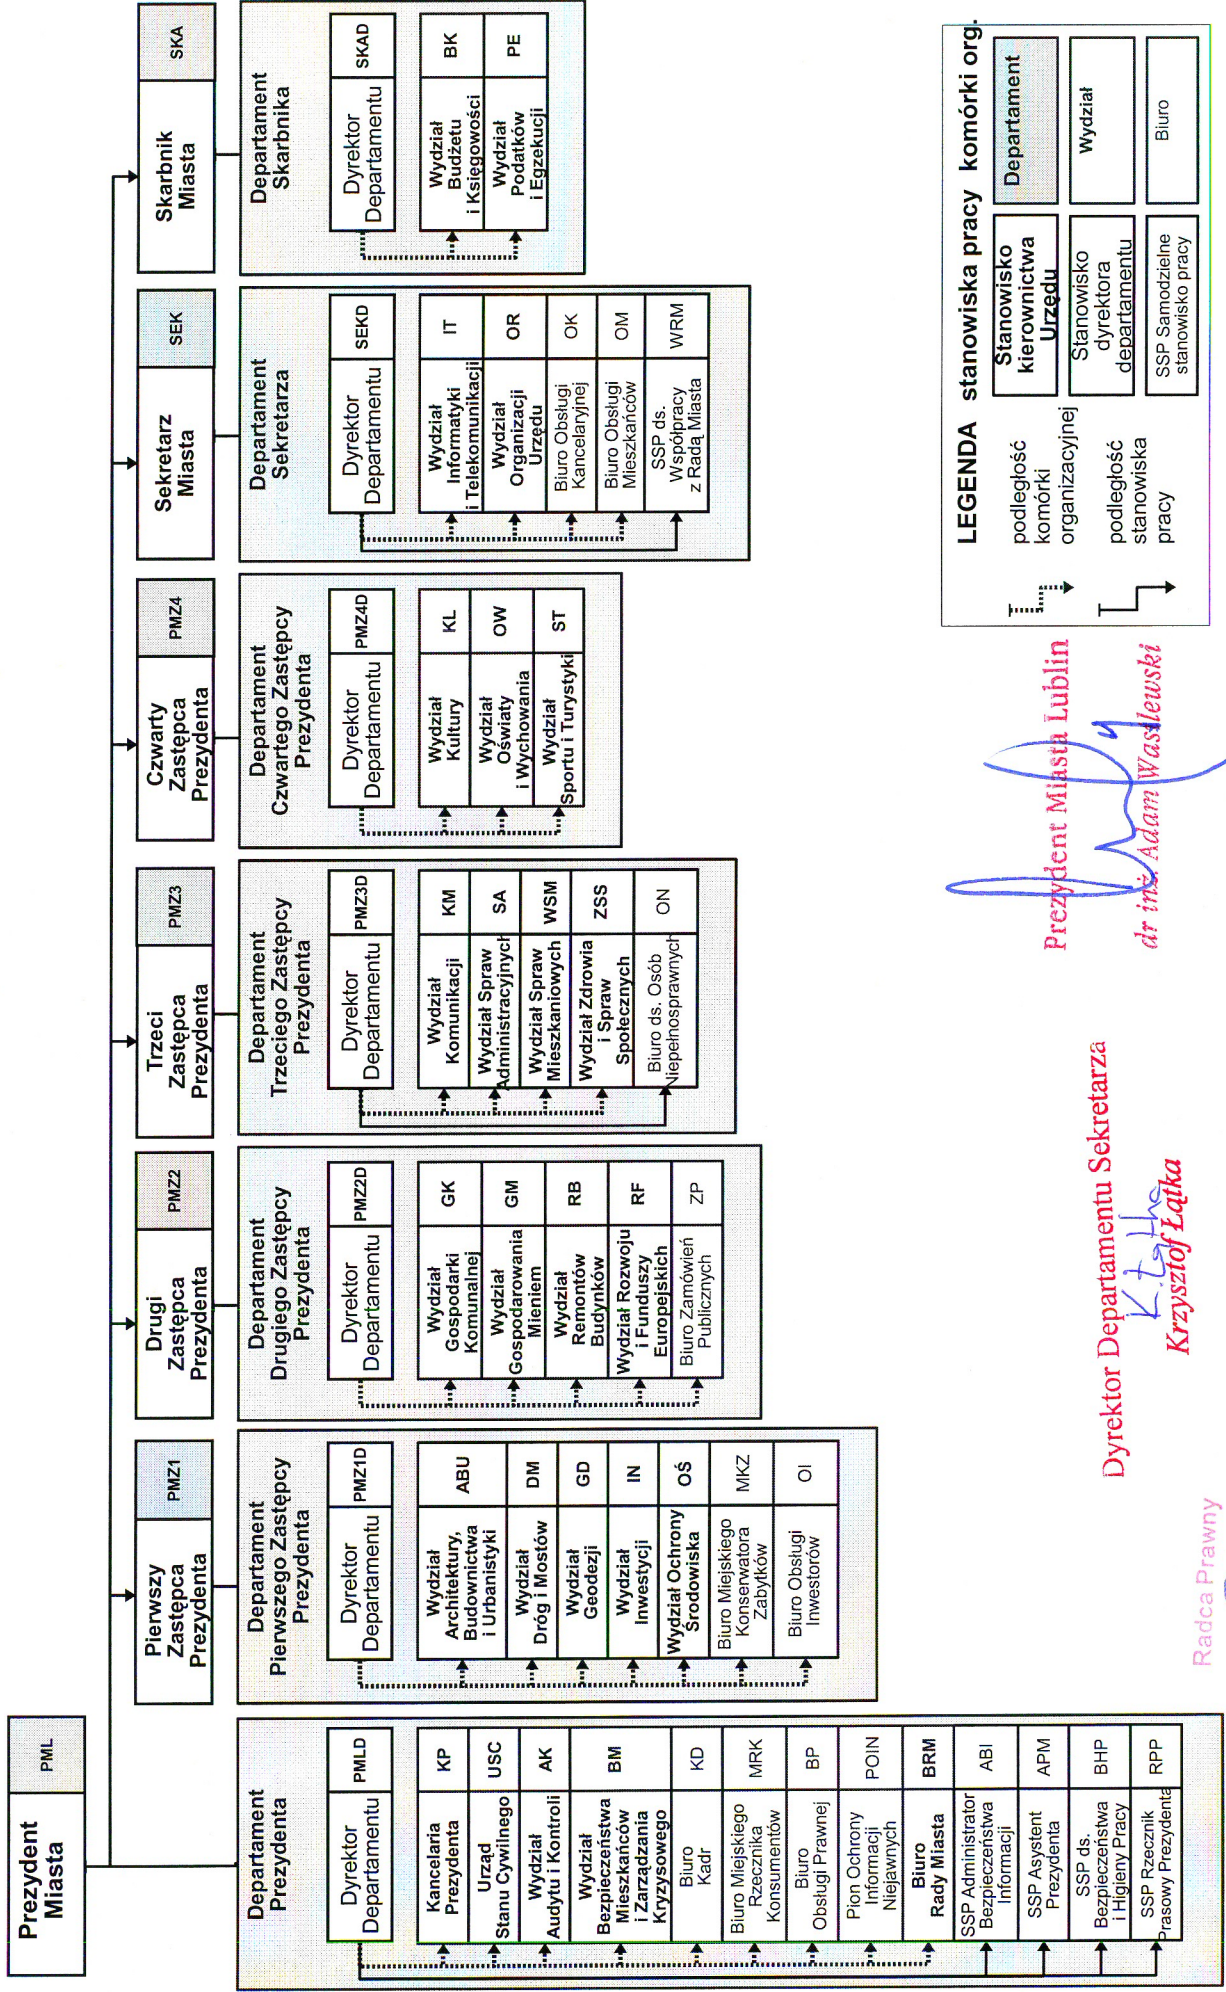 Prezydent
Miasta
PML
Pierwszy
Zastępca
Prezydenta
PMZ1
Drugi
Zastępca
Prezydenta
PMZ2
Trzeci
Zastępca
Prezydenta
PMZ3
Czwarty
Zastępca
Prezydenta
PMZ4
Sekretarz
Miasta
SEK
Skarbnik
Miasta
SKA
Departament
Prezydenta
Dyrektor
Departamentu
PMLD
Kancelaria
Prezydenta
KP
Urząd
Stanu Cywilnego
USC
Wydział
Audytu i Kontroli
AK
Wydział
Bezpieczeństwa
Mieszkańców
i Zarządzania
Kryzysowego
BM
Biuro
Kadr
KD
Biuro Miejskiego
Rzecznika
Konsumentów
MRK
Biuro
Obsługi Prawnej
BP
Pion Ochrony
Informacji
Niejawnych
POIN
Biuro
Rady Miasta
BRM
SSP Administrator
Bezpieczeństwa
Informacji
ABI
SSP Asystent
Prezydenta
APM
SSP ds.
Bezpieczeństwa
i Higieny Pracy
BHP
SSP Rzecznik
Prasowy Prezydenta
RPP
Departament
Pierwszego Zastępcy
Prezydenta
Dyrektor
Departamentu
PMZ1D
Wydział
Architektury,
Budownictwa
i Urbanistyki
ABU
Wydział
Dróg i Mostów
DM
Wydział
Geodezji
GD
Wydział
Inwestycji
IN
Wydział Ochrony
Środowiska
OŚ
Biuro Miejskiego
Konserwatora
Zabytków
MKZ
Biuro Obsługi
Inwestorów
OI
Departament
Drugiego Zastępcy
Prezydenta
Dyrektor
Departamentu
PMZ2D
Wydział
Gospodarki
Komunalnej
GK
Wydział
Gospodarowania
Mieniem
GM
Wydział
Remontów
Budynków
RB
Wydział Rozwoju
i Funduszy
Europejskich
RF
Biuro Zamówień
Publicznych
ZP
Departament
Trzeciego Zastępcy
Prezydenta
Dyrektor
Departamentu
PMZ3D
Wydział
Komunikacji
KM
Wydział Spraw
Administracyjnych
SA
Wydział Spraw
Mieszkaniowych
WSM
Wydział Zdrowia
i Spraw
Społecznych
ZSS
Biuro ds. Osób
Niepełnosprawnych
ON
Departament
Czwartego Zastępcy
Prezydenta
Dyrektor
Departamentu
PMZ4D
Wydział
Kultury
KL
Wydział
Oświaty
i Wychowania
OW
Wydział
Sportu i Turystyki
ST
Departament
Sekretarza
Dyrektor
Departamentu
SEKD
Wydział
Informatyki
i Telekomunikacji
IT
Wydział
Organizacji
Urzędu
OR
Biuro Obsługi
Kancelaryjnej
OK
Biuro Obsługi
Mieszkańców
OM
SSP ds.
Współpracy
z Radą Miasta
WRM
Departament
Skarbnika
Dyrektor
Departamentu
SKAD
Wydział
Budżetu
i Księgowości
BK
Wydział
Podatków
i Egzekucji
PE
LEGENDA stanowiska pracy komórki org.
podległość
komórki
organizacyjnej
podległość
stanowiska
pracy
Stanowisko
kierownictwa
Urzędu
Departament
Stanowisko
dyrektora
departamentu
Wydział
SSP Samodzielne
stanowisko pracy
Biuro
Prezydent Miasta Lublin
dr inż. Adam Wasilewski
Dyrektor Departamentu Sekretarza
K. Łątka
Krzysztof Łątka
Radca Prawny